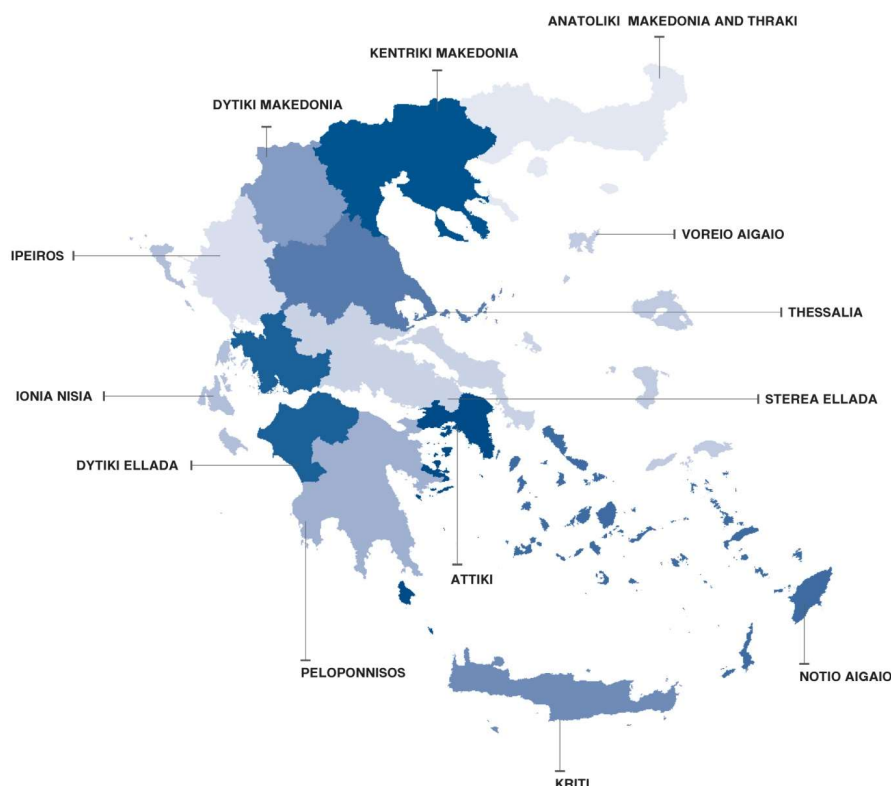 ANATOLIKI MAKEDONIA AND THRAKI
KENTRIKI MAKEDONIA
DYTIKI MAKEDONIA
VOREIO AIGAIO
IPEIROS
THESSALIA
IONIA NISIA
STEREA ELLADA
DYTIKI ELLADA
ATTIKI
PELOPONNISOS
NOTIO AIGAIO
KRITI